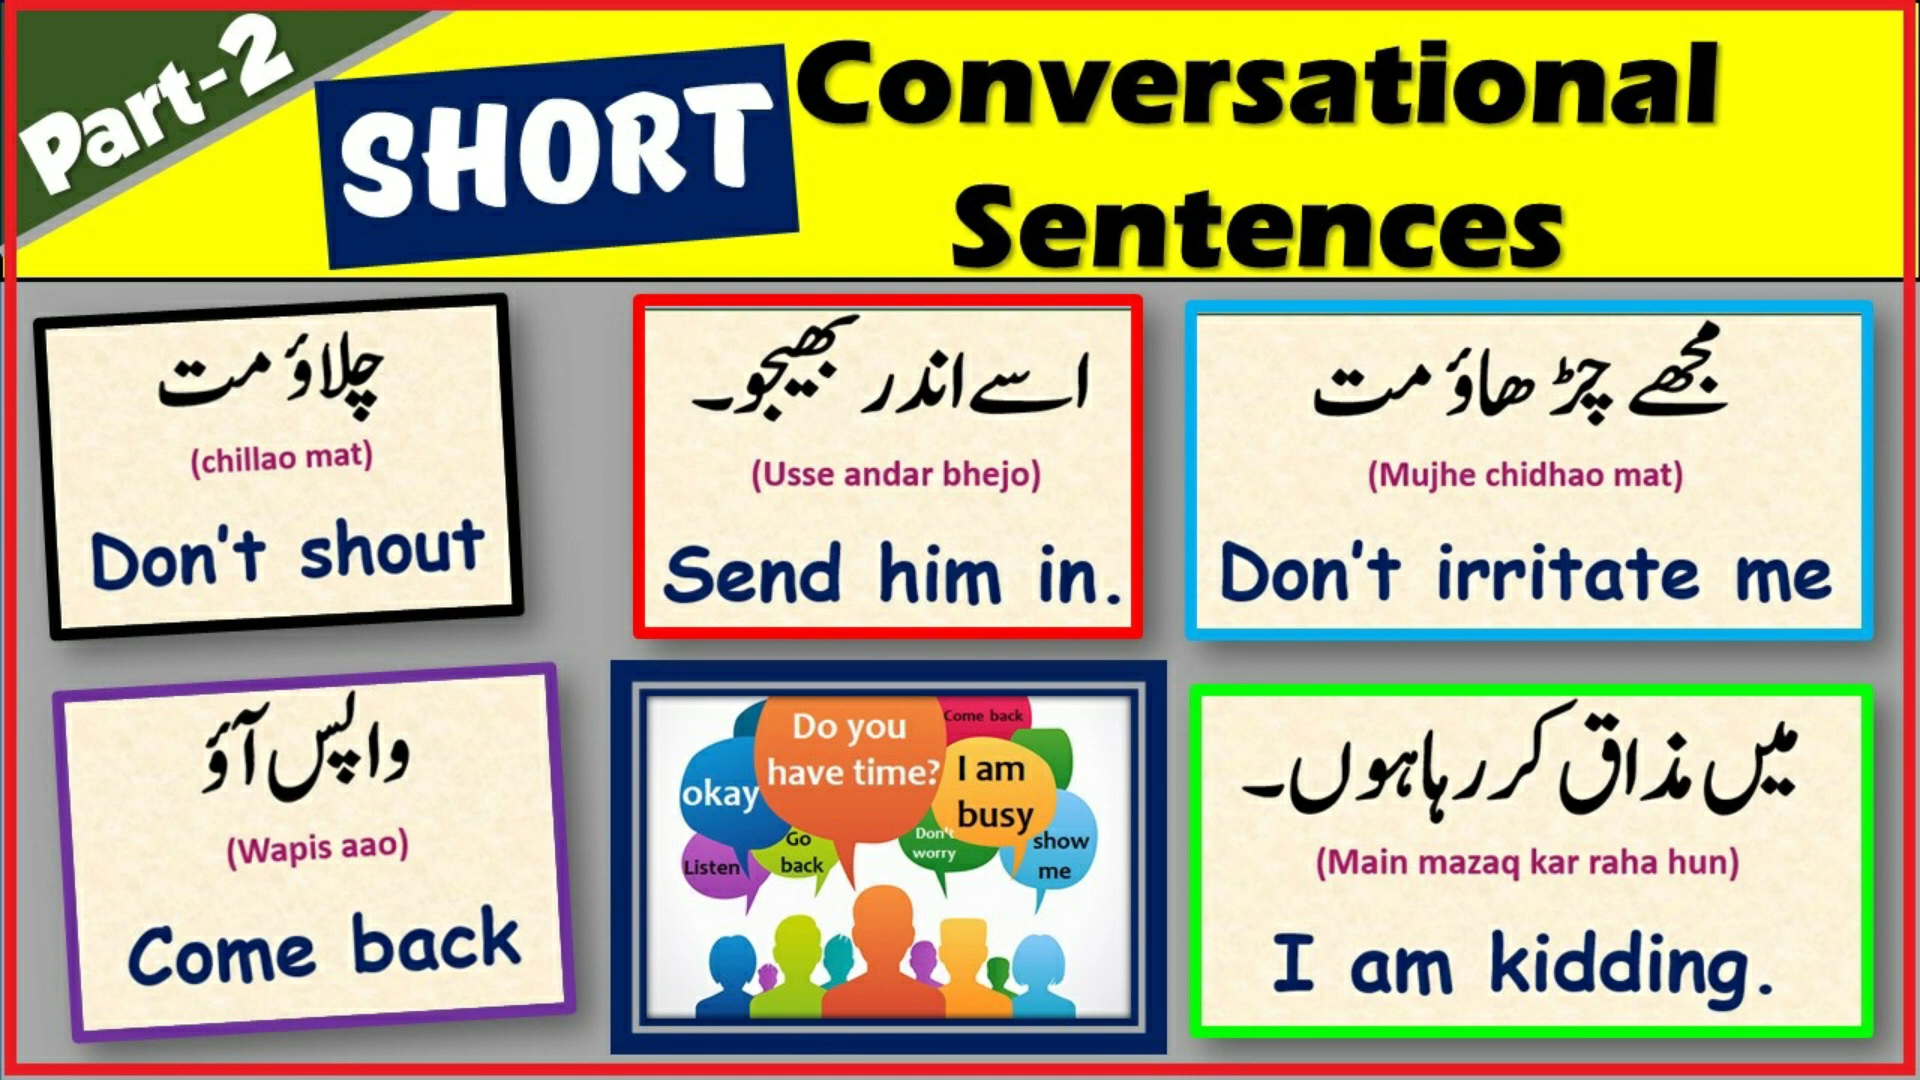 Part-2
SHORT
Conversational
Sentences
چلاؤ مت
(chillao mat)
Don't shout
اسے اندر بھیجو۔
(Usse andar bhejo)
Send him in.
مجھے چڑھاؤ مت
(Mujhe chidhao mat)
Don't irritate me
واپس آؤ
(Wapis aao)
Come back
Do you
have time?
Come back
okay
I am
busy
Listen
Go
back
Don't
worry
show
me
میں مذاق کر رہا ہوں۔
(Main mazaq kar raha hun)
I am kidding.